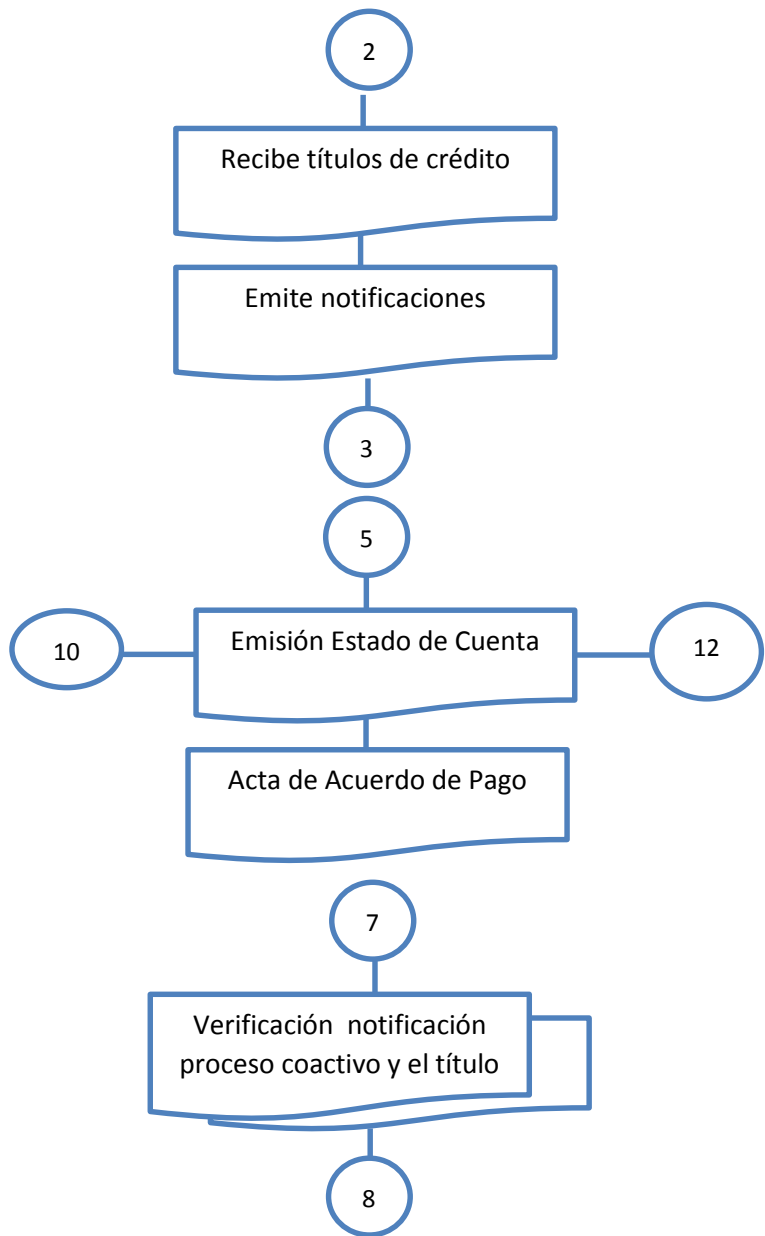 2
Recibe títulos de crédito
Emite notificaciones
3
5
10
Emisión Estado de Cuenta
12
Acta de Acuerdo de Pago
7
Verificación notificación
proceso coactivo y el título
8